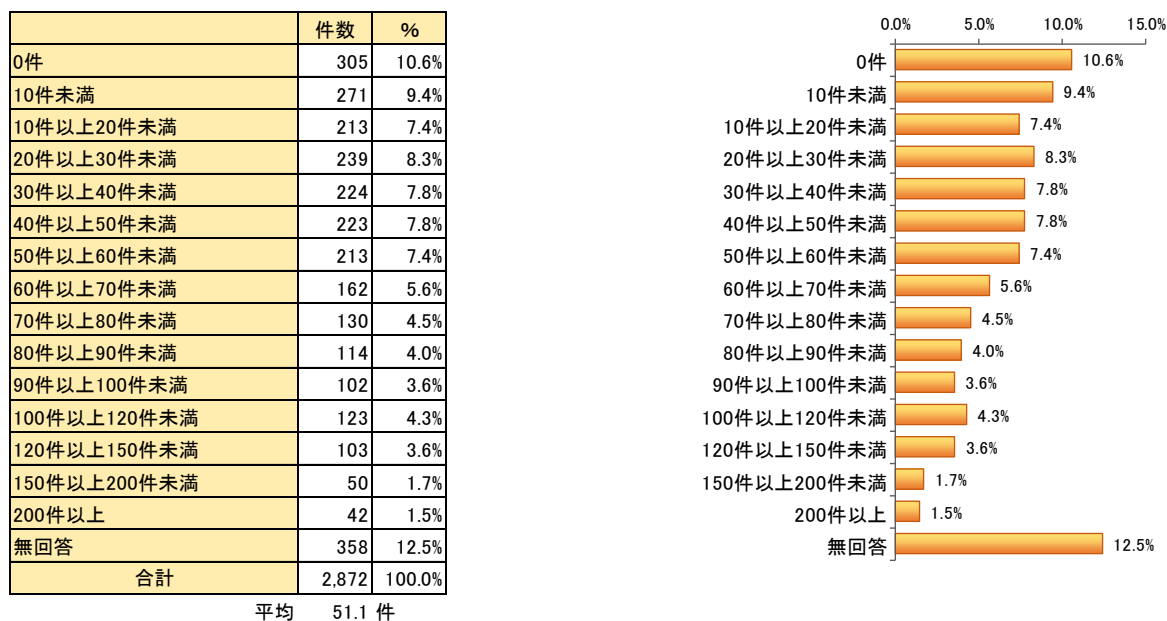 件数 %
0件 305 10.6%
10件未満 271 9.4%
10件以上20件未満 213 7.4%
20件以上30件未満 239 8.3%
30件以上40件未満 224 7.8%
40件以上50件未満 223 7.8%
50件以上60件未満 213 7.4%
60件以上70件未満 162 5.6%
70件以上80件未満 130 4.5%
80件以上90件未満 114 4.0%
90件以上100件未満 102 3.6%
100件以上120件未満 123 4.3%
120件以上150件未満 103 3.6%
150件以上200件未満 50 1.7%
200件以上 42 1.5%
無回答 358 12.5%
合計 2,872 100.0%
平均 51.1 件
0.0% 5.0% 10.0% 15.0%
0件 10.6%
10件未満 9.4%
10件以上20件未満 7.4%
20件以上30件未満 8.3%
30件以上40件未満 7.8%
40件以上50件未満 7.8%
50件以上60件未満 7.4%
60件以上70件未満 5.6%
70件以上80件未満 4.5%
80件以上90件未満 4.0%
90件以上100件未満 3.6%
100件以上120件未満 4.3%
120件以上150件未満 3.6%
150件以上200件未満 1.7%
200件以上 1.5%
無回答 12.5%